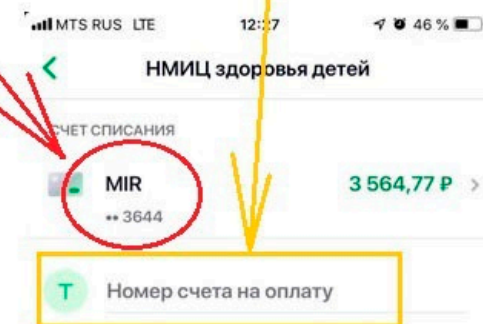 MTS RUS LTE 12:27 46 %
НМИЦ здоровья детей
СЧЕТ СПИСАНИЯ
MIR 3 564,77 ₽
•• 3644
Т Номер счета на оплату